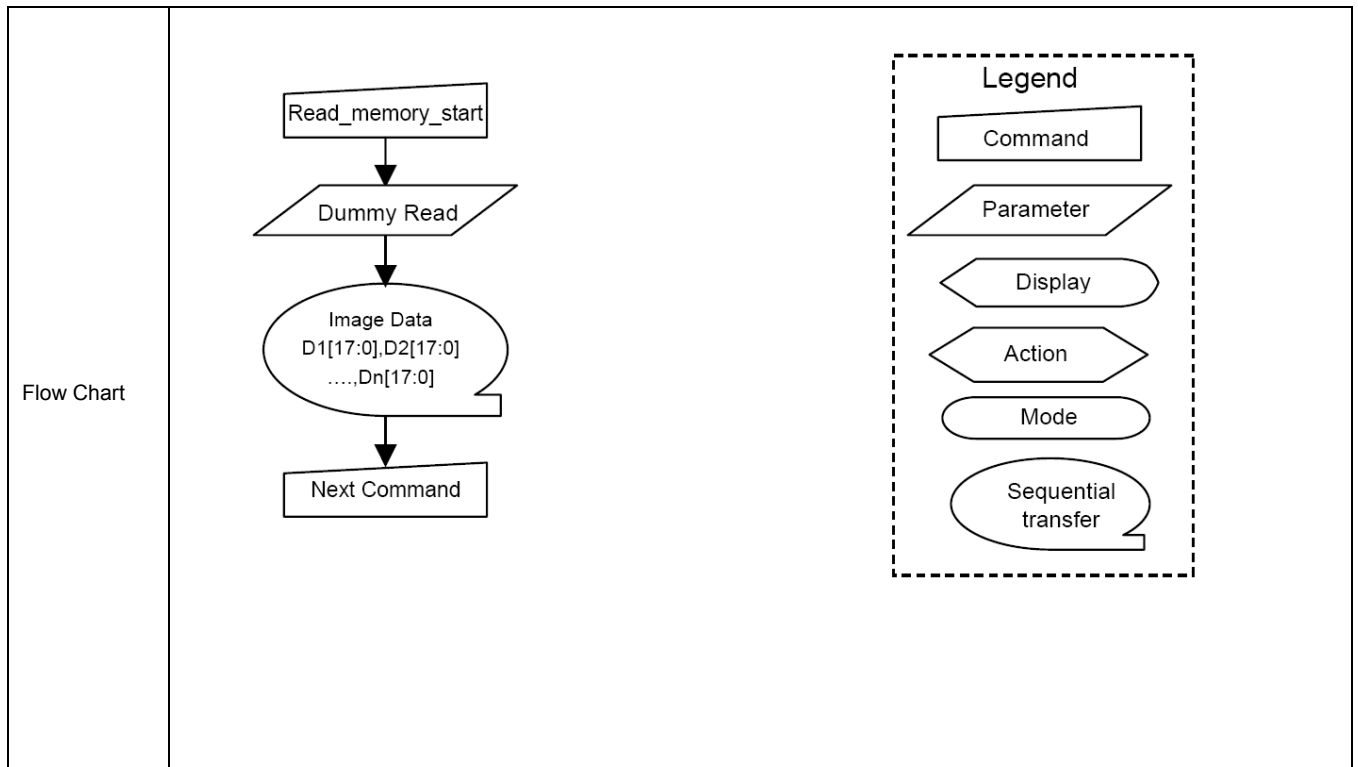 Flow Chart
Read_memory_start
Dummy Read
Image Data
D1[17:0],D2[17:0]
....,Dn[17:0]
Next Command
Legend
Command
Parameter
Display
Action
Mode
Sequential
transfer